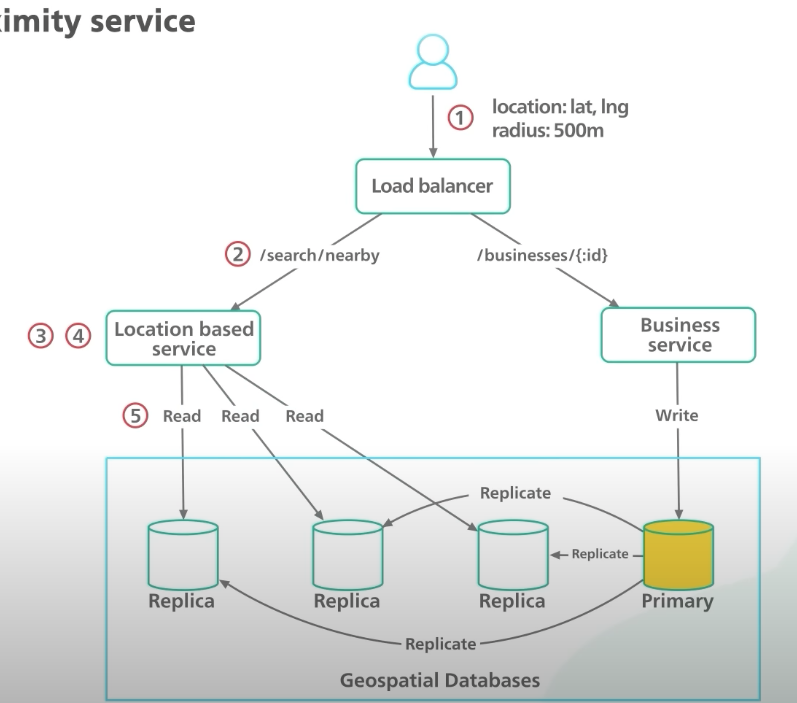 ximity service
1
location: lat, lng
radius: 500m
Load balancer
2 /search/nearby
/businesses/{:id}
3 4
Location based
service
Business
service
5 Read Read Read
Write
Replicate
Replicate
Replica
Replica
Replica
Primary
Replicate
Geospatial Databases